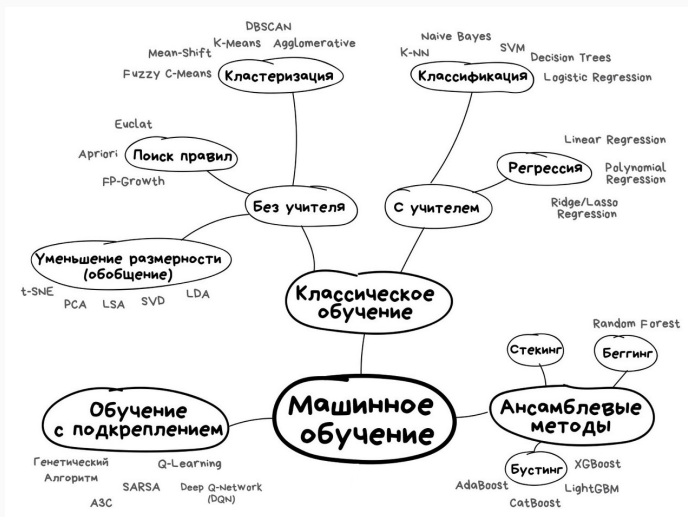 DBSCAN
K-Means
Agglomerative
Mean-Shift
Fuzzy C-Means
Кластеризация
Naive Bayes
K-NN
SVM
Decision Trees
Logistic Regression
Классификация
Euclat
Apriori
Поиск правил
FP-Growth
Linear Regression
Регрессия
Polynomial
Regression
Ridge/Lasso
Regression
Без учителя
С учителем
Уменьшение размерности
(обобщение)
t-SNE
PCA
LSA
SVD
LDA
Классическое
обучение
Random Forest
Стекинг
Беггинг
Обучение
с подкреплением
Машинное
обучение
Ансамблевые
методы
Генетический
Алгоритм
Q-Learning
A3C
SARSA
Deep Q-Network
(DQN)
Бустинг
XGBoost
AdaBoost
LightGBM
CatBoost